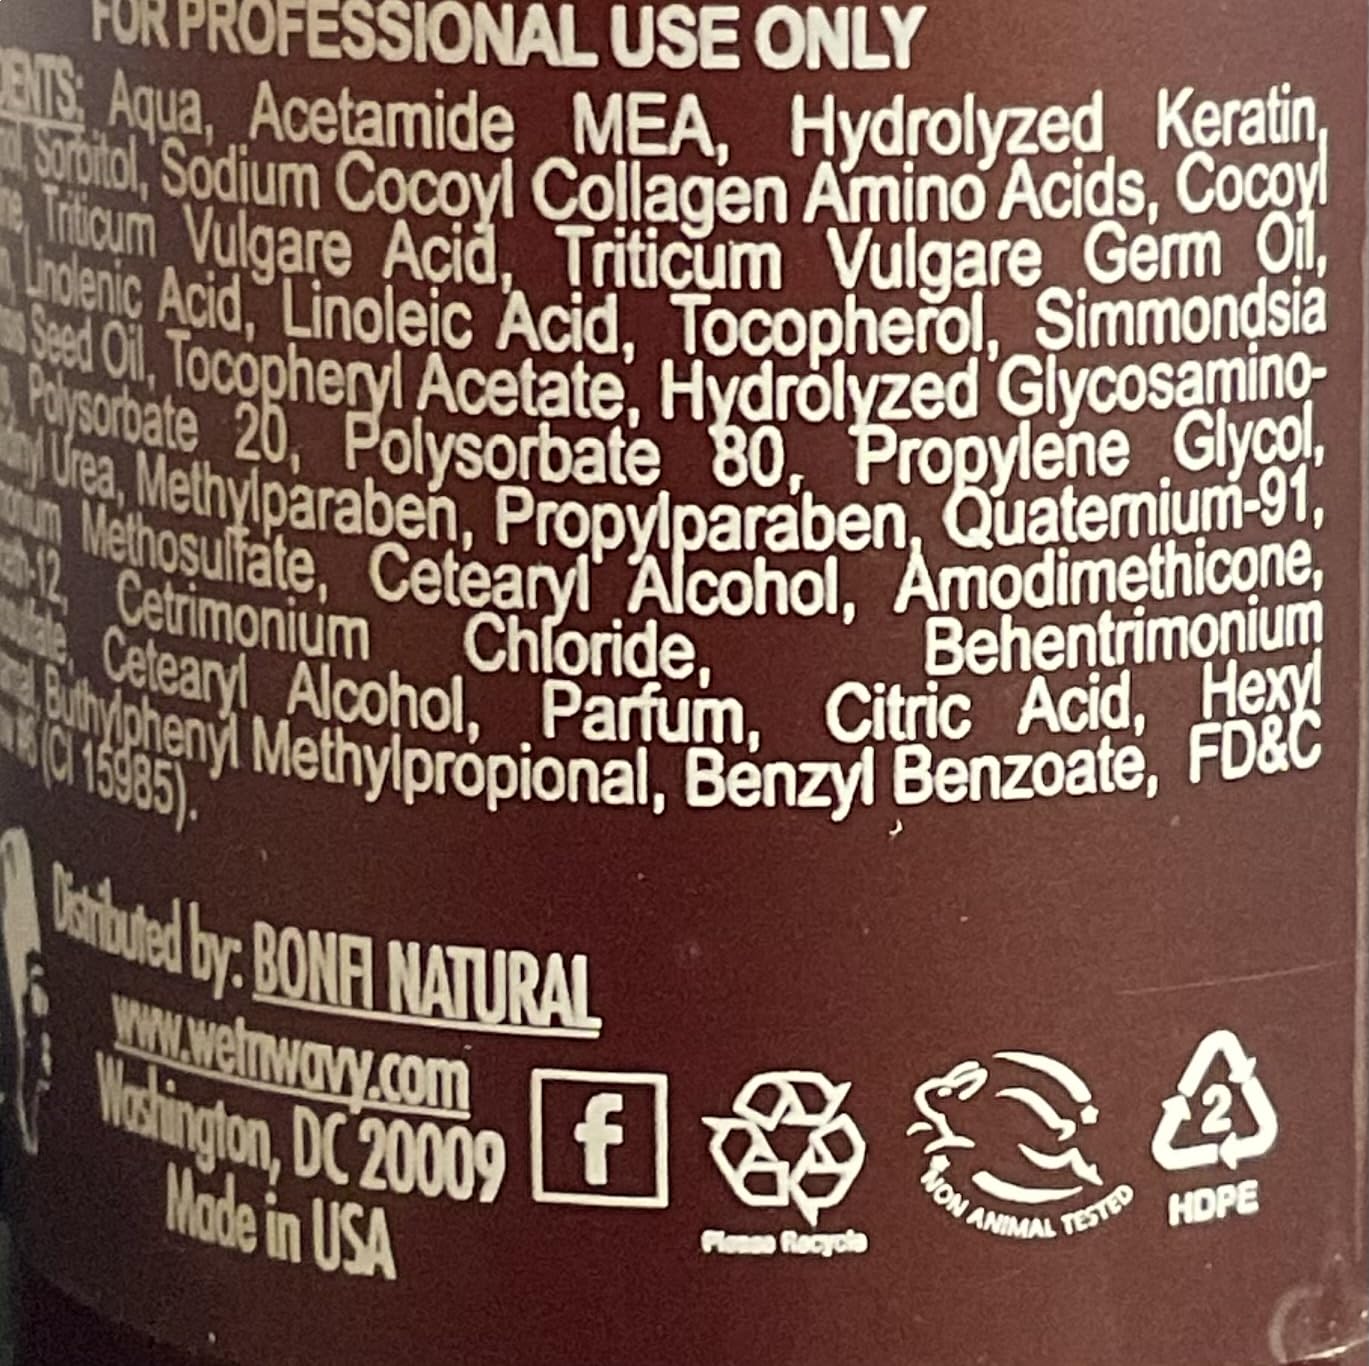 FOR PROFESSIONAL USE ONLY
Aqua, Acetamide MEA, Hydrolyzed Keratin,
Sorbitol, Sodium Cocoyl Collagen Amino Acids, Cocoyl
Triticum Vulgare Acid, Triticum Vulgare Germ Oil,
Linolenic Acid, Linoleic Acid, Tocopherol, Simmondsia
Seed Oil, Tocopheryl Acetate, Hydrolyzed Glycosamino-
Polysorbate 20, Polysorbate 80, Propylene Glycol,
Urea, Methylparaben, Propylparaben, Quaternium-91,
Methosulfate, Cetearyl Alcohol, Amodimethicone,
Cetrimonium Chloride, Behentrimonium
Cetearyl Alcohol, Parfum, Citric Acid, Hexyl
Buthylphenyl Methylpropional, Benzyl Benzoate, FD&C
(CI 15985).
Distributed by: BONFI NATURAL
www.wetnwavy.com
Washington, DC 20009
Made in USA
f
Please Recycle
NON ANIMAL TESTED
2
HDPE